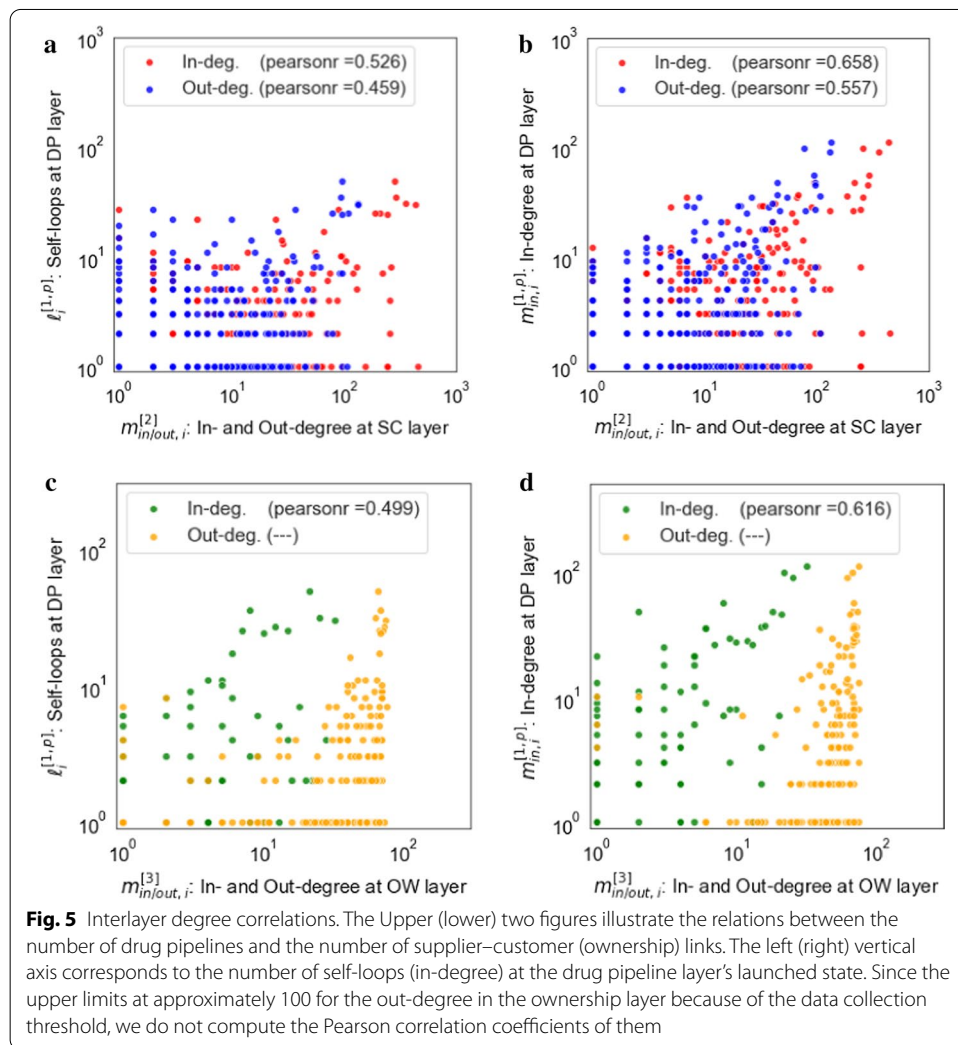 a
10³
In-deg. (pearsonr =0.526)
Out-deg. (pearsonr =0.459)
10²
10¹
10⁰
ℓᵢ^[1,p]: Self-loops at DP layer
10⁰ 10¹ 10² 10³
m^[2]_in/out, i: In- and Out-degree at SC layer
b
10³
In-deg. (pearsonr =0.658)
Out-deg. (pearsonr =0.557)
10²
10¹
10⁰
m^[1,p]_in,i: In-degree at DP layer
10⁰ 10¹ 10² 10³
m^[2]_in/out, i: In- and Out-degree at SC layer
c
In-deg. (pearsonr =0.499)
Out-deg. (---)
10²
10¹
10⁰
ℓᵢ^[1,p]: Self-loops at DP layer
10⁰ 10¹ 10²
m^[3]_in/out, i: In- and Out-degree at OW layer
d
In-deg. (pearsonr =0.616)
Out-deg. (---)
10²
10¹
10⁰
m^[1,p]_in,i: In-degree at DP layer
10⁰ 10¹ 10²
m^[3]_in/out, i: In- and Out-degree at OW layer
Fig. 5 Interlayer degree correlations. The Upper (lower) two figures illustrate the relations between the
number of drug pipelines and the number of supplier–customer (ownership) links. The left (right) vertical
axis corresponds to the number of self-loops (in-degree) at the drug pipeline layer's launched state. Since the
upper limits at approximately 100 for the out-degree in the ownership layer because of the data collection
threshold, we do not compute the Pearson correlation coefficients of them